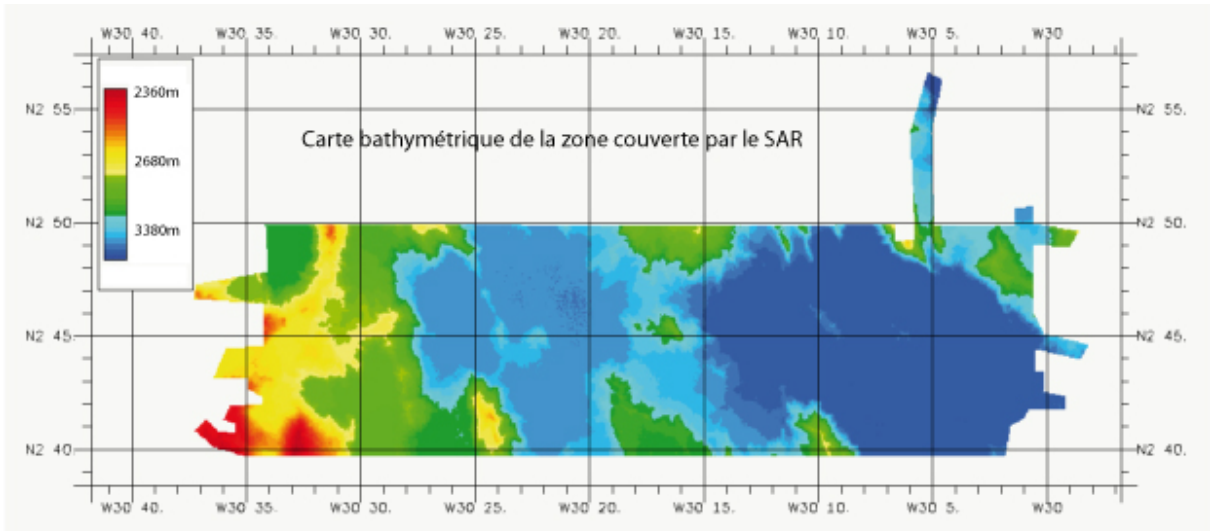 W30 40. W30 35. W30 30. W30 25. W30 20. W30 15. W30 10. W30 5. W30
2360m
N2 55. N2 55.
Carte bathymétrique de la zone couverte par le SAR
2680m
N2 50. N2 50.
3380m
N2 45. N2 45.
N2 40. N2 40.
W30 40. W30 35. W30 30. W30 25. W30 20. W30 15. W30 10. W30 5. W30